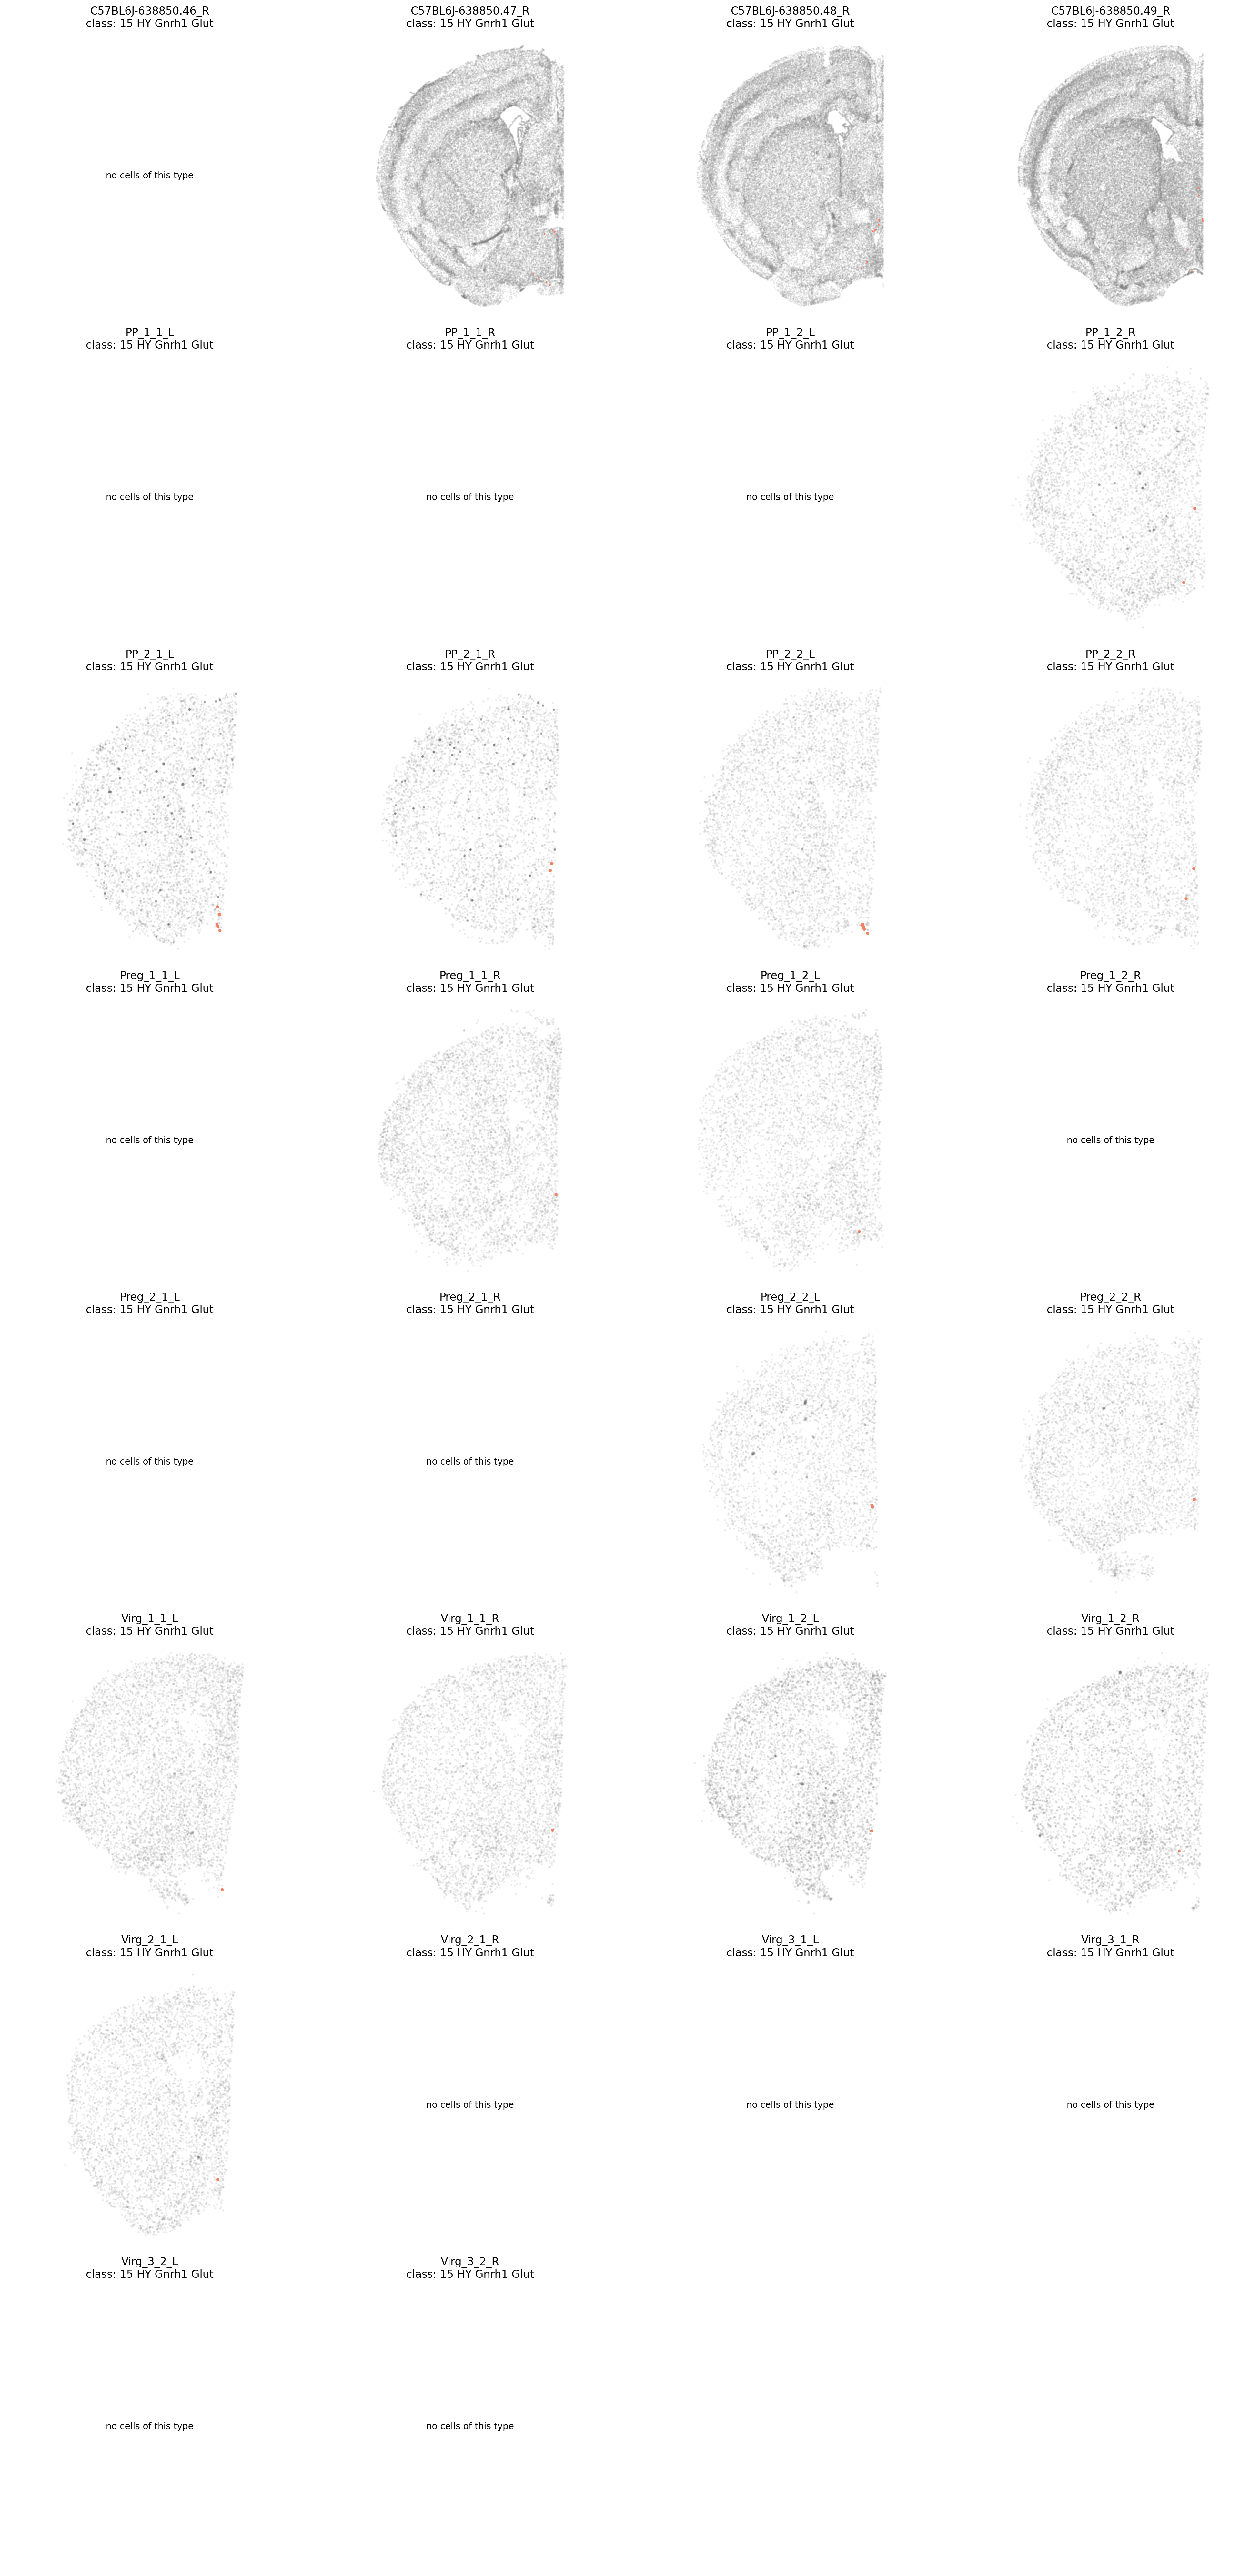 C57BL6J-638850.46_R
class: 15 HY Gnrh1 Glut
no cells of this type
C57BL6J-638850.47_R
class: 15 HY Gnrh1 Glut
C57BL6J-638850.48_R
class: 15 HY Gnrh1 Glut
C57BL6J-638850.49_R
class: 15 HY Gnrh1 Glut
PP_1_1_L
class: 15 HY Gnrh1 Glut
no cells of this type
PP_1_1_R
class: 15 HY Gnrh1 Glut
no cells of this type
PP_1_2_L
class: 15 HY Gnrh1 Glut
no cells of this type
PP_1_2_R
class: 15 HY Gnrh1 Glut
PP_2_1_L
class: 15 HY Gnrh1 Glut
PP_2_1_R
class: 15 HY Gnrh1 Glut
PP_2_2_L
class: 15 HY Gnrh1 Glut
PP_2_2_R
class: 15 HY Gnrh1 Glut
Preg_1_1_L
class: 15 HY Gnrh1 Glut
no cells of this type
Preg_1_1_R
class: 15 HY Gnrh1 Glut
Preg_1_2_L
class: 15 HY Gnrh1 Glut
Preg_1_2_R
class: 15 HY Gnrh1 Glut
no cells of this type
Preg_2_1_L
class: 15 HY Gnrh1 Glut
no cells of this type
Preg_2_1_R
class: 15 HY Gnrh1 Glut
no cells of this type
Preg_2_2_L
class: 15 HY Gnrh1 Glut
Preg_2_2_R
class: 15 HY Gnrh1 Glut
Virg_1_1_L
class: 15 HY Gnrh1 Glut
Virg_1_1_R
class: 15 HY Gnrh1 Glut
Virg_1_2_L
class: 15 HY Gnrh1 Glut
Virg_1_2_R
class: 15 HY Gnrh1 Glut
Virg_2_1_L
class: 15 HY Gnrh1 Glut
Virg_2_1_R
class: 15 HY Gnrh1 Glut
no cells of this type
Virg_3_1_L
class: 15 HY Gnrh1 Glut
no cells of this type
Virg_3_1_R
class: 15 HY Gnrh1 Glut
no cells of this type
Virg_3_2_L
class: 15 HY Gnrh1 Glut
no cells of this type
Virg_3_2_R
class: 15 HY Gnrh1 Glut
no cells of this type